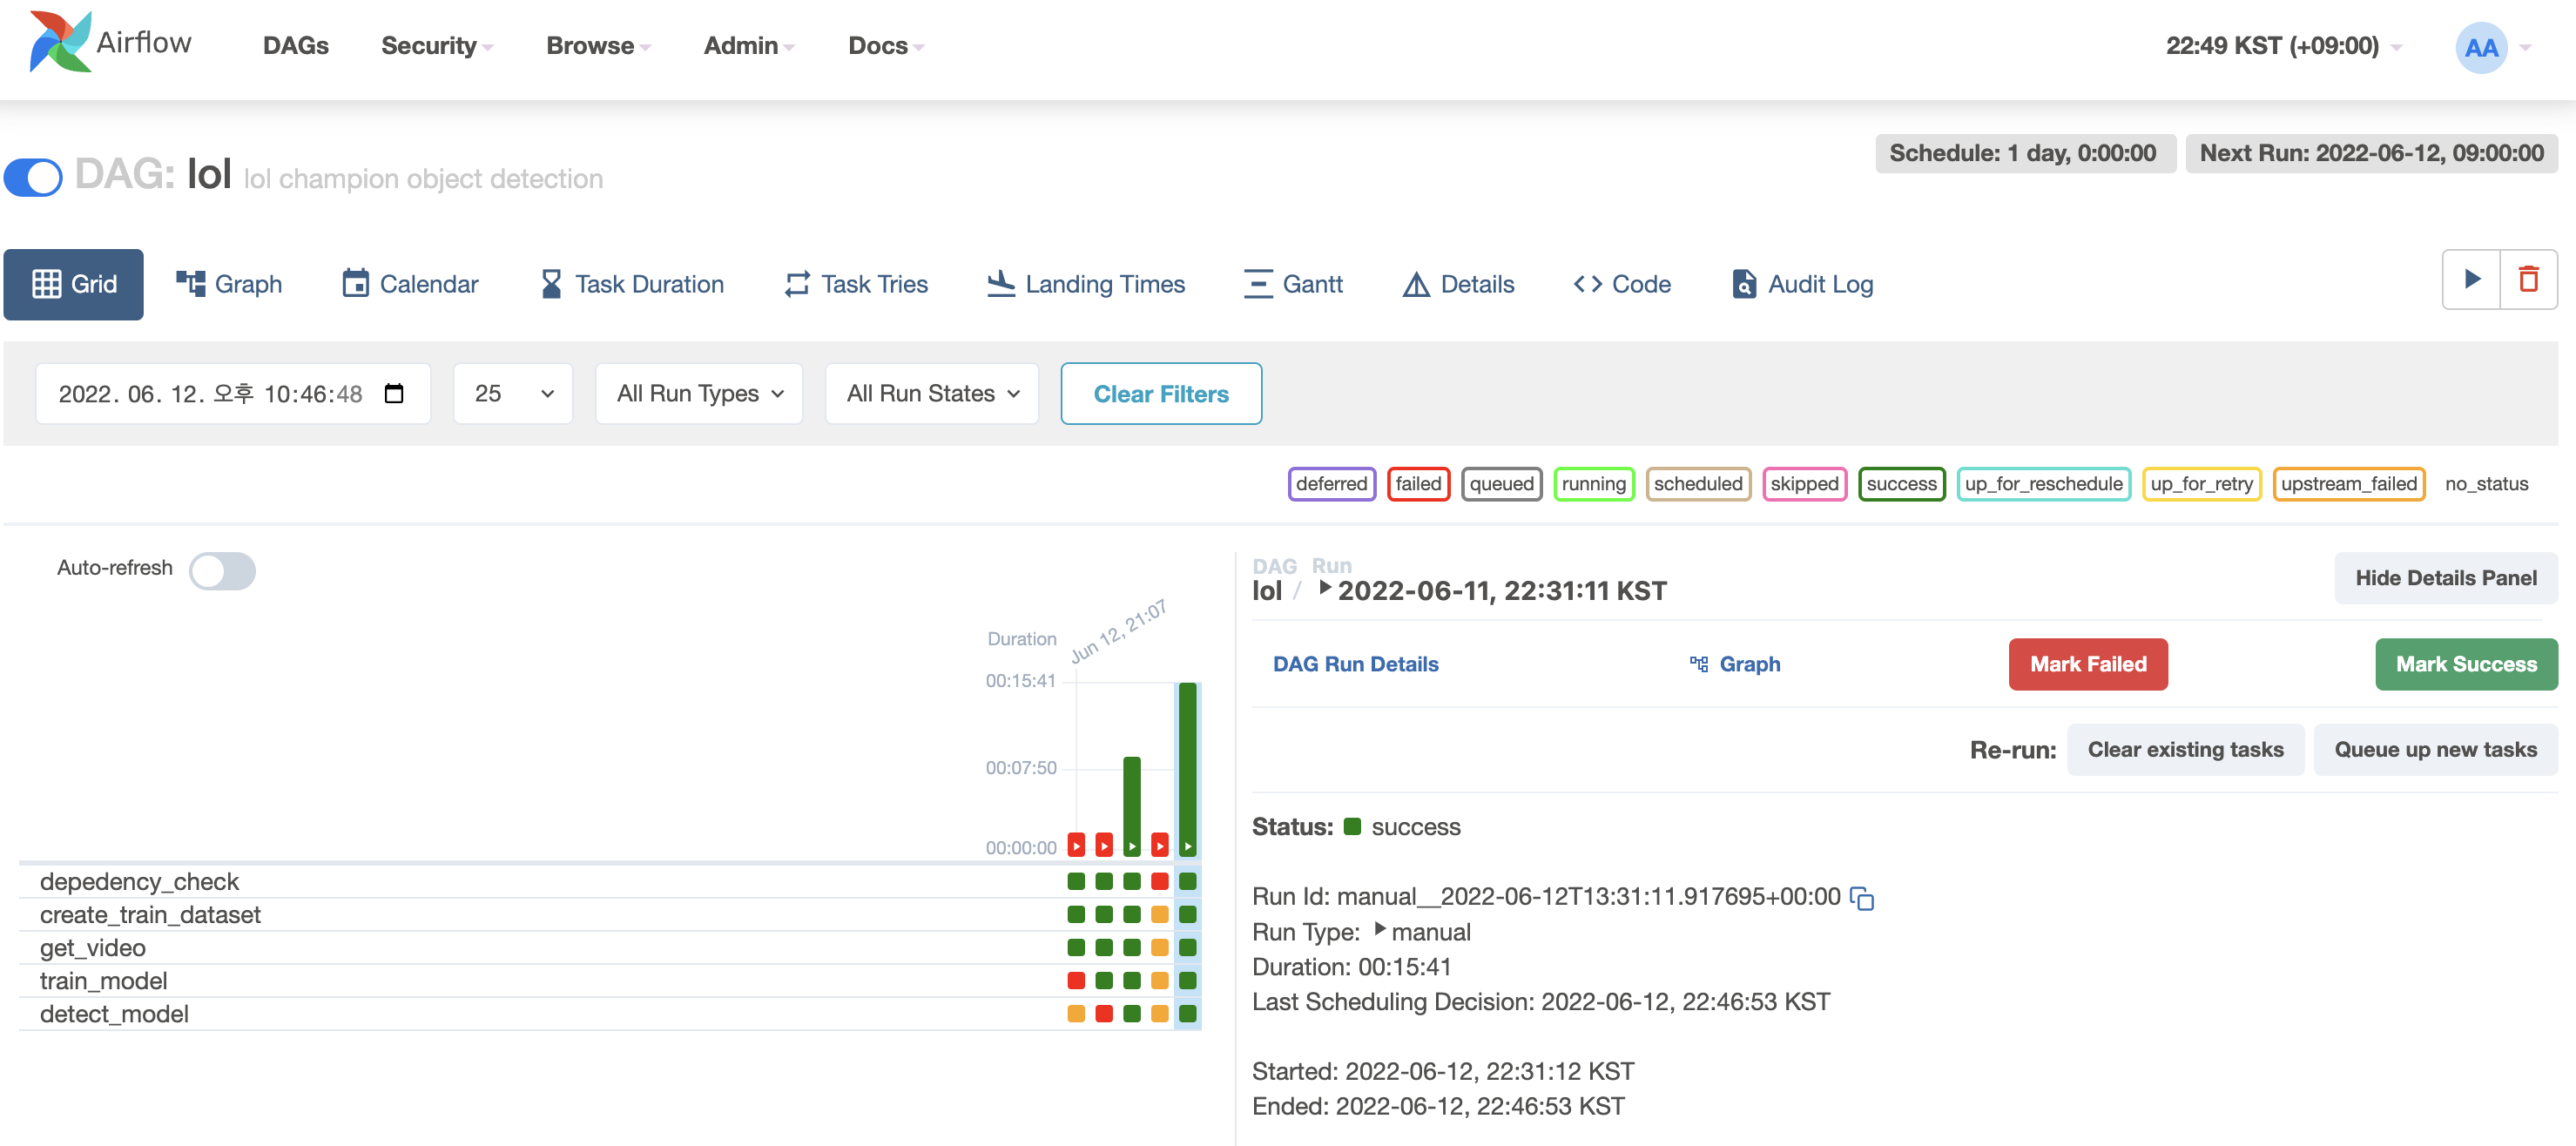 Airflow DAGs Security Browse Admin Docs 22:49 KST (+09:00) AA
Schedule: 1 day, 0:00:00 Next Run: 2022-06-12, 09:00:00
DAG: lol lol champion object detection
Grid Graph Calendar Task Duration Task Tries Landing Times Gantt Details Code Audit Log
2022. 06. 12. 오후 10:46:48 25 All Run Types All Run States Clear Filters
deferred failed queued running scheduled skipped success up_for_reschedule up_for_retry upstream_failed no_status
Auto-refresh
Duration
Jun 12, 21:07
00:15:41
00:07:50
00:00:00
depedency_check
create_train_dataset
get_video
train_model
detect_model
DAG Run
lol / 2022-06-11, 22:31:11 KST
Hide Details Panel
DAG Run Details Graph Mark Failed Mark Success
Re-run: Clear existing tasks Queue up new tasks
Status: success
Run Id: manual__2022-06-12T13:31:11.917695+00:00
Run Type: manual
Duration: 00:15:41
Last Scheduling Decision: 2022-06-12, 22:46:53 KST
Started: 2022-06-12, 22:31:12 KST
Ended: 2022-06-12, 22:46:53 KST